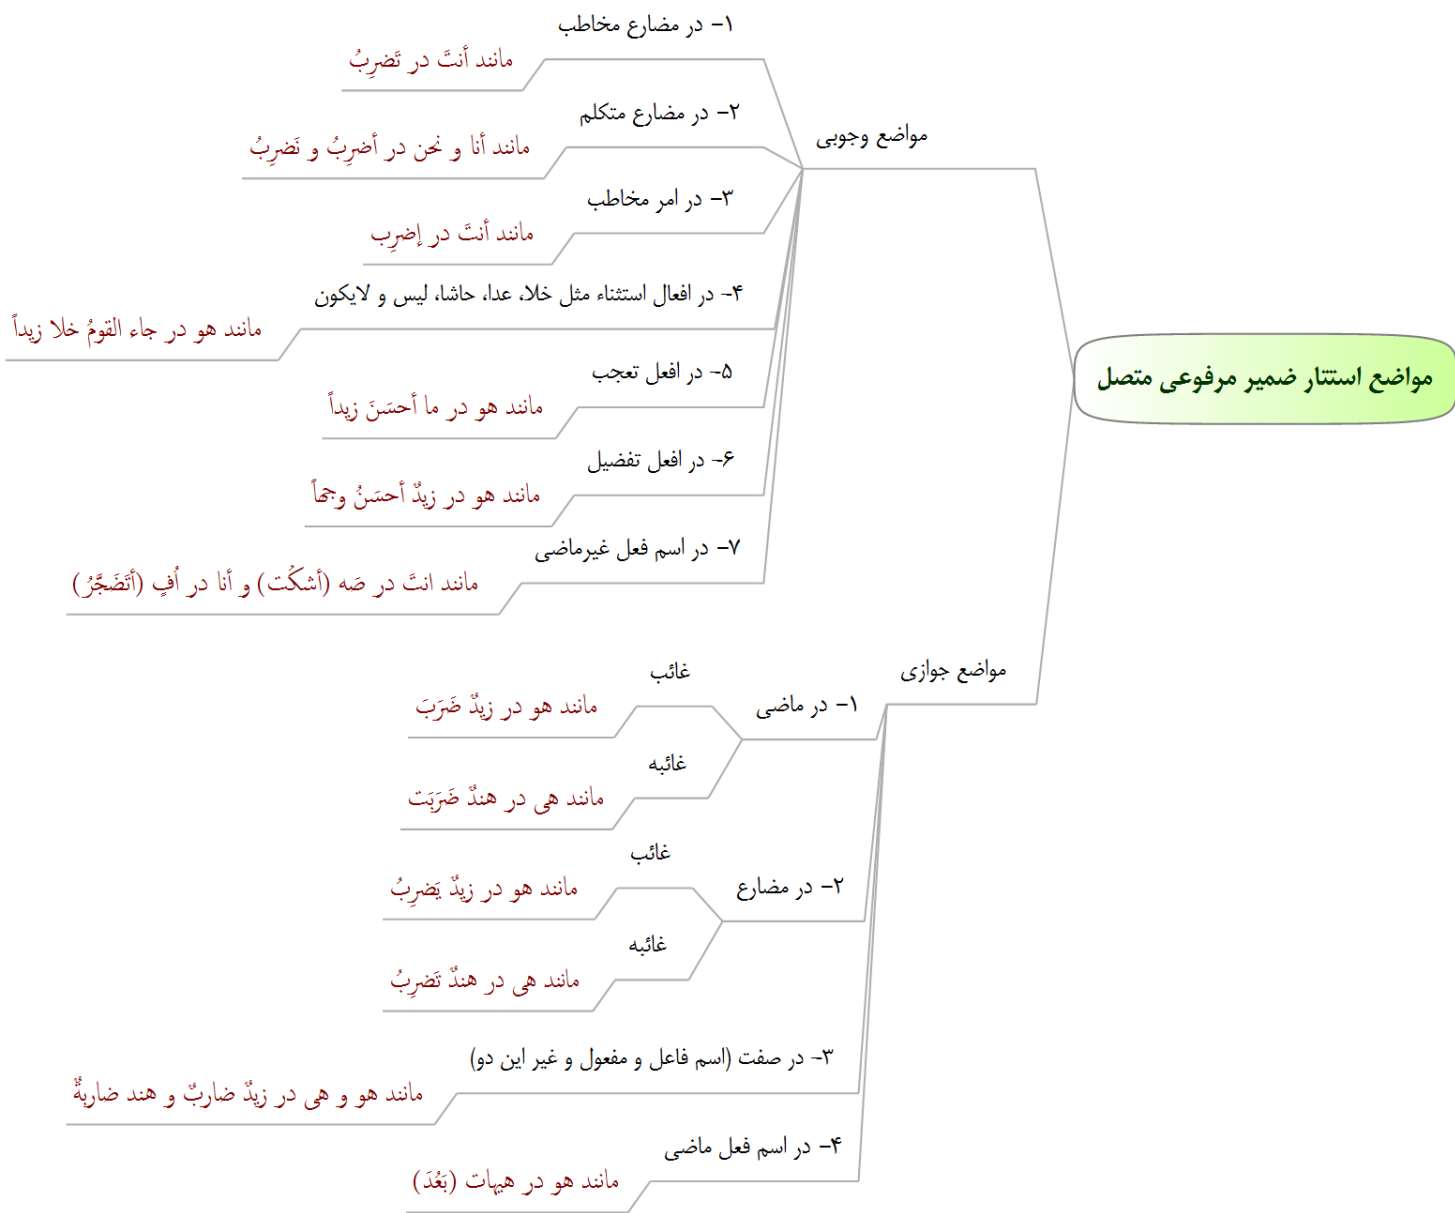 مواضع استتار ضمیر مرفوعی متصل
مواضع وجوبی
۱- در مضارع مخاطب
مانند أنتَ در تَضرِبُ
۲- در مضارع متکلم
مانند أنا و نحن در أضرِبُ و نَضرِبُ
۳- در امر مخاطب
مانند أنتَ در إضرِب
۴- در افعال استثناء مثل خلا، عدا، حاشا، لیس و لایکون
مانند هو در جاء القومُ خلا زیداً
۵- در افعل تعجب
مانند هو در ما أحسَنَ زیداً
۶- در افعل تفضیل
مانند هو در زیدٌ أحسَنُ وجهاً
۷- در اسم فعل غیرماضی
مانند انتَ در صَه (أسکُت) و أنا در اُفٍ (أتَضَجَّرُ)
مواضع جوازی
۱- در ماضی
غائب
مانند هو در زیدٌ ضَرَبَ
غائبه
مانند هی در هندٌ ضَرَبَت
۲- در مضارع
غائب
مانند هو در زیدٌ یَضرِبُ
غائبه
مانند هی در هندٌ تَضرِبُ
۳- در صفت (اسم فاعل و مفعول و غیر این دو)
مانند هو و هی در زیدٌ ضاربٌ و هند ضاربةٌ
۴- در اسم فعل ماضی
مانند هو در هیهات (بَعُدَ)